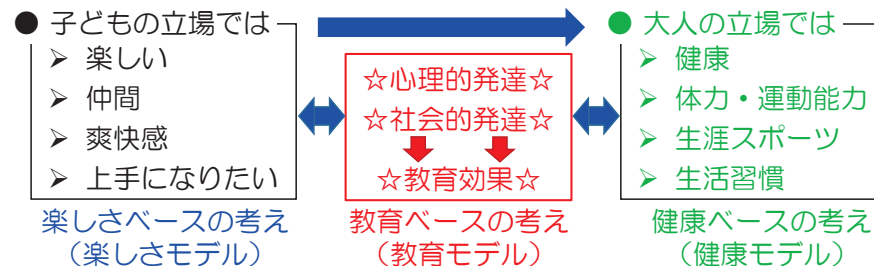 ● 子どもの立場では
➢ 楽しい
➢ 仲間
➢ 爽快感
➢ 上手になりたい
楽しさベースの考え
（楽しさモデル）
☆心理的発達☆
☆社会的発達☆
☆教育効果☆
教育ベースの考え
（教育モデル）
● 大人の立場では
➢ 健康
➢ 体力・運動能力
➢ 生涯スポーツ
➢ 生活習慣
健康ベースの考え
（健康モデル）